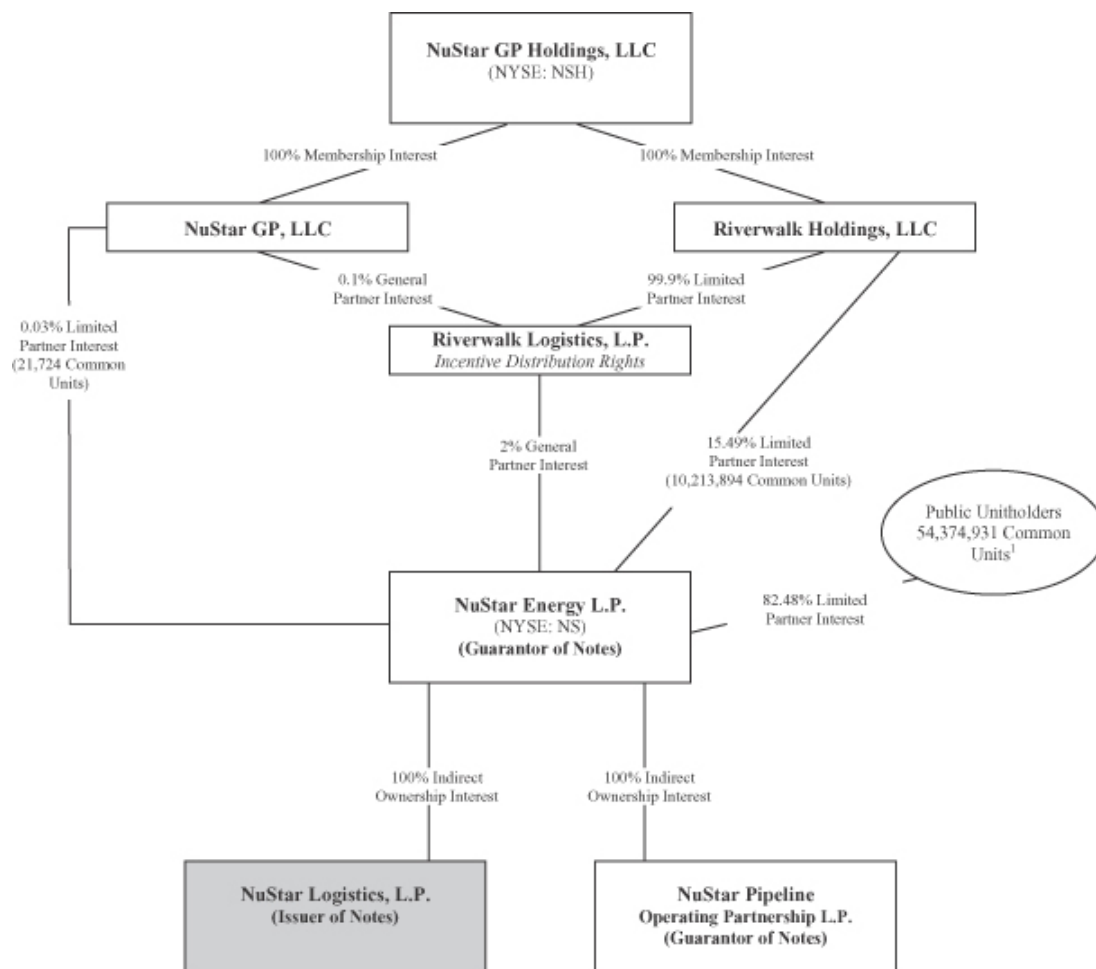 NuStar GP Holdings, LLC
(NYSE: NSH)
100% Membership Interest
100% Membership Interest
NuStar GP, LLC
Riverwalk Holdings, LLC
0.1% General
Partner Interest
99.9% Limited
Partner Interest
0.03% Limited
Partner Interest
(21,724 Common
Units)
Riverwalk Logistics, L.P.
Incentive Distribution Rights
2% General
Partner Interest
15.49% Limited
Partner Interest
(10,213,894 Common Units)
Public Unitholders
54,374,931 Common
Units¹
NuStar Energy L.P.
(NYSE: NS)
(Guarantor of Notes)
82.48% Limited
Partner Interest
100% Indirect
Ownership Interest
100% Indirect
Ownership Interest
NuStar Logistics, L.P.
(Issuer of Notes)
NuStar Pipeline
Operating Partnership L.P.
(Guarantor of Notes)